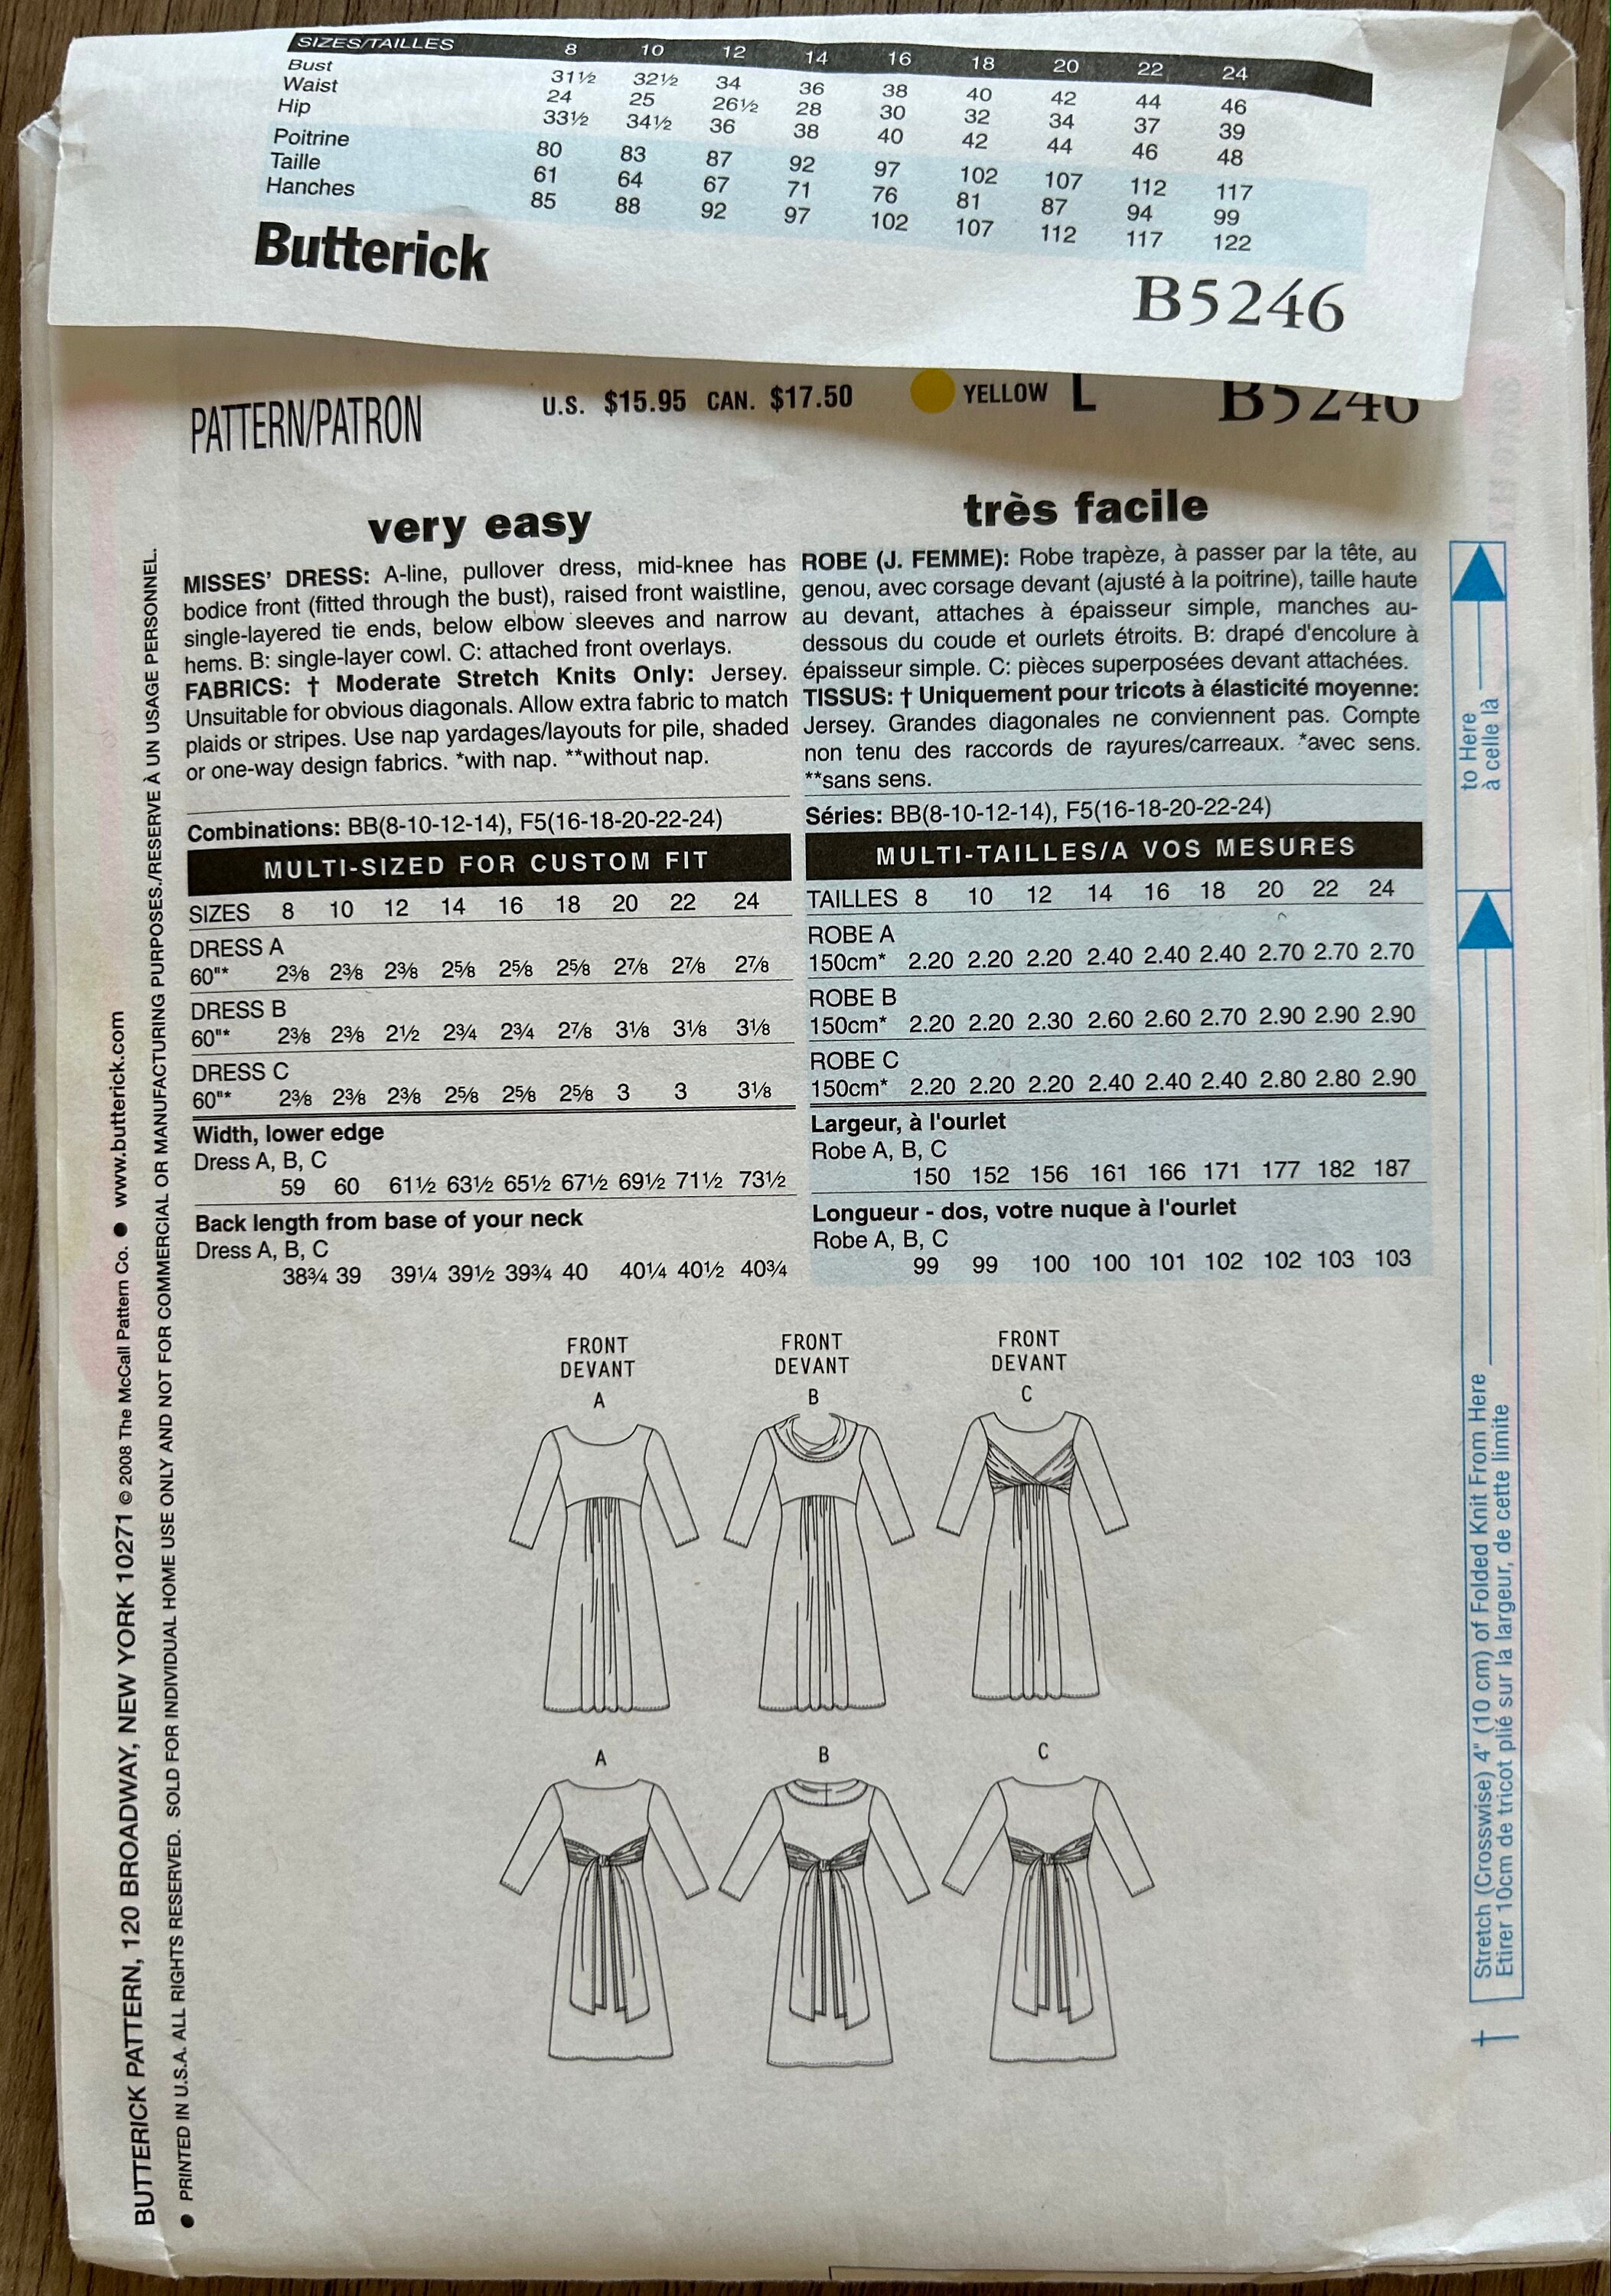 SIZES/TAILLES 8 10 12 14 16 18 20 22 24
Bust 31½ 32½ 34 36 38 40 42 44 46
Waist 24 25 26½ 28 30 32 34 37 39
Hip 33½ 34½ 36 38 40 42 44 46 48
Poitrine 80 83 87 92 97 102 107 112 117
Taille 61 64 67 71 76 81 87 94 99
Hanches 85 88 92 97 102 107 112 117 122
Butterick
B5246
PATTERN/PATRON U.S. $15.95 CAN. $17.50 YELLOW L B5246
very easy
MISSES' DRESS: A-line, pullover dress, mid-knee has
bodice front (fitted through the bust), raised front waistline,
single-layered tie ends, below elbow sleeves and narrow
hems. B: single-layer cowl. C: attached front overlays.
FABRICS: † Moderate Stretch Knits Only: Jersey.
Unsuitable for obvious diagonals. Allow extra fabric to match
plaids or stripes. Use nap yardages/layouts for pile, shaded
or one-way design fabrics. *with nap. **without nap.
Combinations: BB(8-10-12-14), F5(16-18-20-22-24)
MULTI-SIZED FOR CUSTOM FIT
SIZES 8 10 12 14 16 18 20 22 24
DRESS A
60"* 2⅜ 2⅜ 2⅜ 2⅝ 2⅝ 2⅝ 2⅞ 2⅞ 2⅞
DRESS B
60"* 2⅜ 2⅜ 2½ 2¾ 2¾ 2⅞ 3⅛ 3⅛ 3⅛
DRESS C
60"* 2⅜ 2⅜ 2⅜ 2⅝ 2⅝ 2⅝ 3 3 3⅛
Width, lower edge
Dress A, B, C
59 60 61½ 63½ 65½ 67½ 69½ 71½ 73½
Back length from base of your neck
Dress A, B, C
38¾ 39 39¼ 39½ 39¾ 40 40¼ 40½ 40¾
très facile
ROBE (J. FEMME): Robe trapèze, à passer par la tête, au
genou, avec corsage devant (ajusté à la poitrine), taille haute
au devant, attaches à épaisseur simple, manches au-
dessous du coude et ourlets étroits. B: drapé d'encolure à
épaisseur simple. C: pièces superposées devant attachées.
TISSUS: † Uniquement pour tricots à élasticité moyenne:
Jersey. Grandes diagonales ne conviennent pas. Compte
non tenu des raccords de rayures/carreaux. *avec sens.
**sans sens.
Séries: BB(8-10-12-14), F5(16-18-20-22-24)
MULTI-TAILLES/A VOS MESURES
TAILLES 8 10 12 14 16 18 20 22 24
ROBE A
150cm* 2.20 2.20 2.20 2.40 2.40 2.40 2.70 2.70 2.70
ROBE B
150cm* 2.20 2.20 2.30 2.60 2.60 2.70 2.90 2.90 2.90
ROBE C
150cm* 2.20 2.20 2.20 2.40 2.40 2.40 2.80 2.80 2.90
Largeur, à l'ourlet
Robe A, B, C
150 152 156 161 166 171 177 182 187
Longueur - dos, votre nuque à l'ourlet
Robe A, B, C
99 99 100 100 101 102 102 103 103
FRONT
DEVANT
A
FRONT
DEVANT
B
FRONT
DEVANT
C
A
B
C
BUTTERICK PATTERN, 120 BROADWAY, NEW YORK 10271 © 2008 The McCall Pattern Co. ● www.butterick.com
● PRINTED IN U.S.A. ALL RIGHTS RESERVED. SOLD FOR INDIVIDUAL HOME USE ONLY AND NOT FOR COMMERCIAL OR MANUFACTURING PURPOSES./RESERVE À UN USAGE PERSONNEL.
† Stretch (Crosswise) 4" (10 cm) of Folded Knit From Here
Etirer 10cm de tricot plié sur la largeur, de cette limite
to Here
à celle là